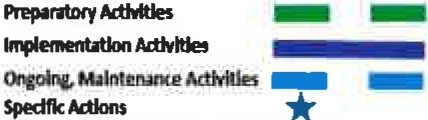 Preparatory Activities
Implementation Activities
Ongoing, Maintenance Activities
Specific Actions